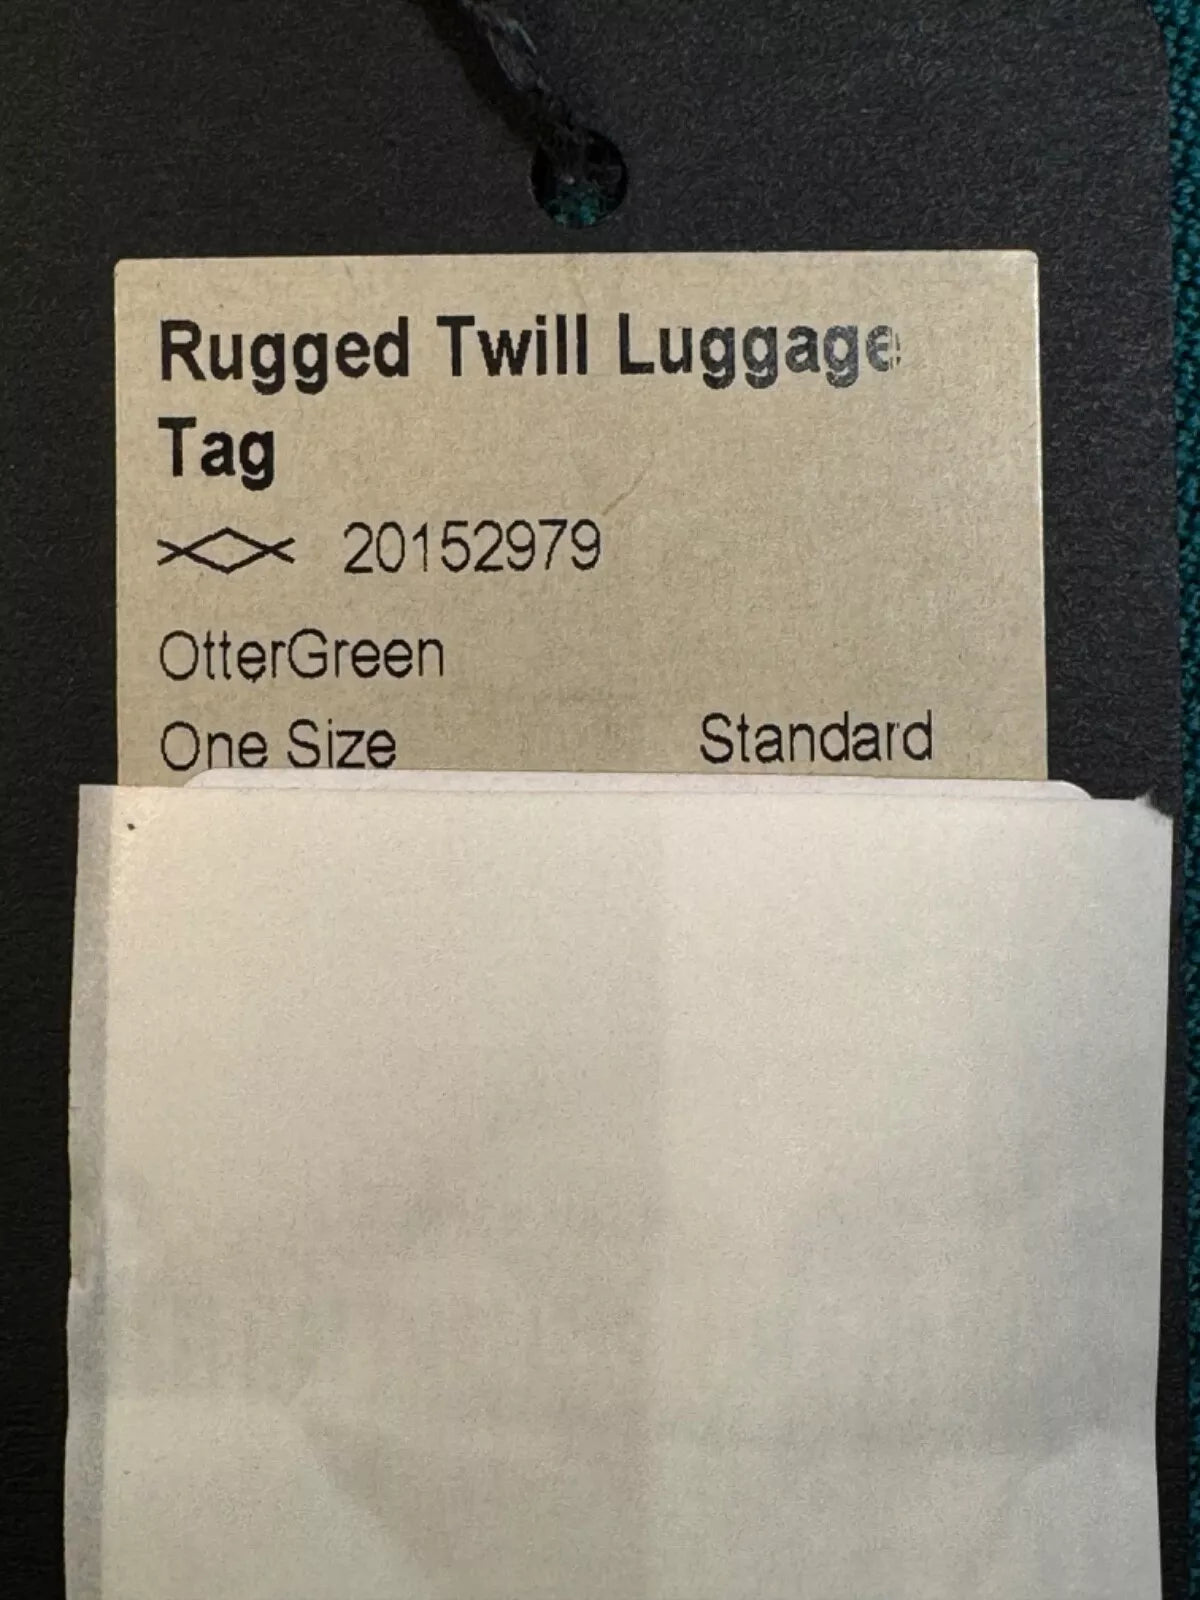 Rugged Twill Luggage
Tag
20152979
OtterGreen
One Size Standard